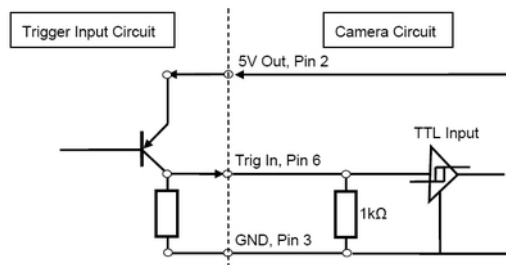 Trigger Input Circuit
Camera Circuit
5V Out, Pin 2
TTL Input
Trig In, Pin 6
1kΩ
GND, Pin 3